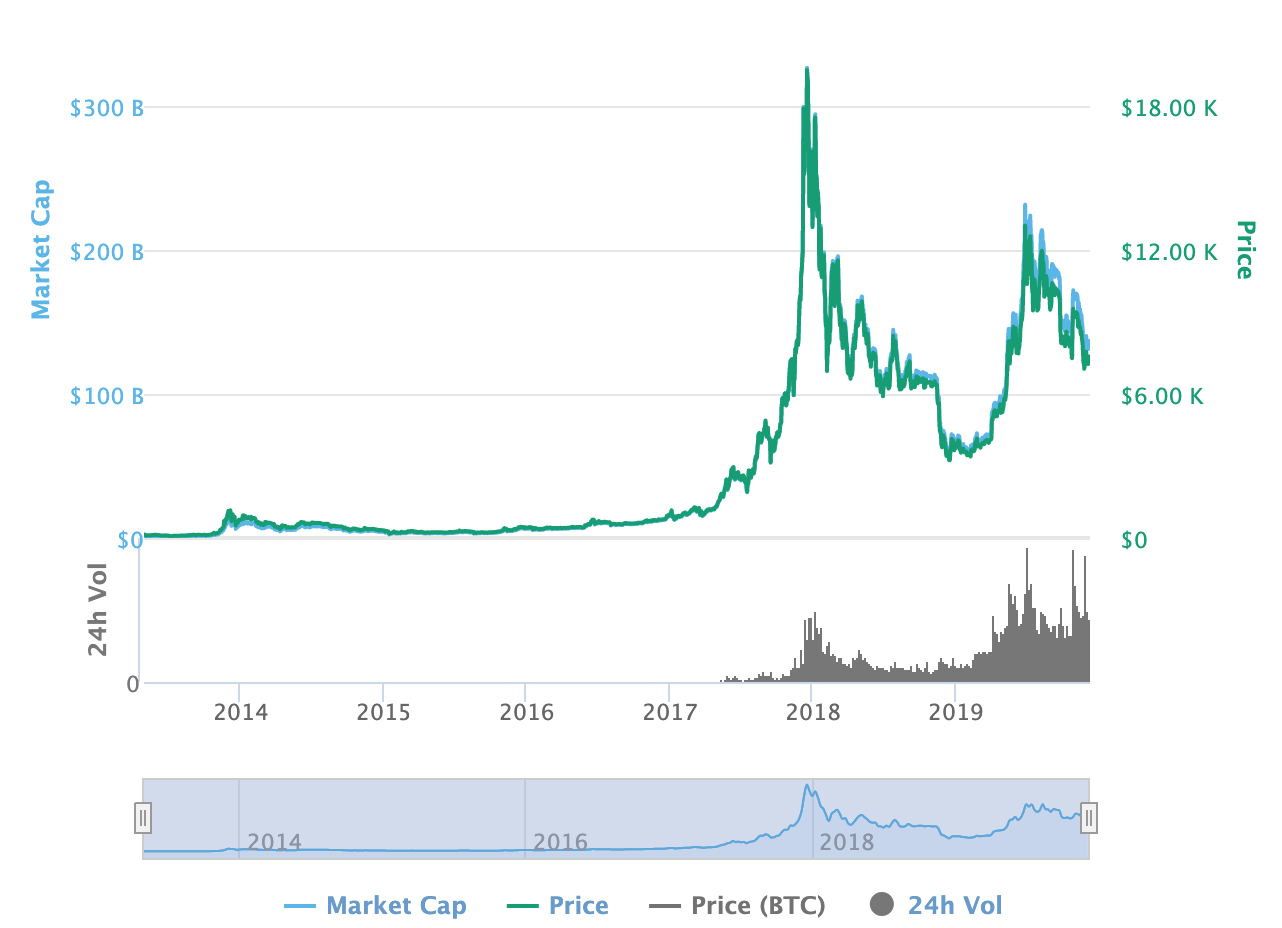 $300 B
$18.00 K
$200 B
$12.00 K
Market Cap
Price
$100 B
$6.00 K
$0
$0
24h Vol
0
2014
2015
2016
2017
2018
2019
2014
2016
2018
Market Cap
Price
Price (BTC)
24h Vol